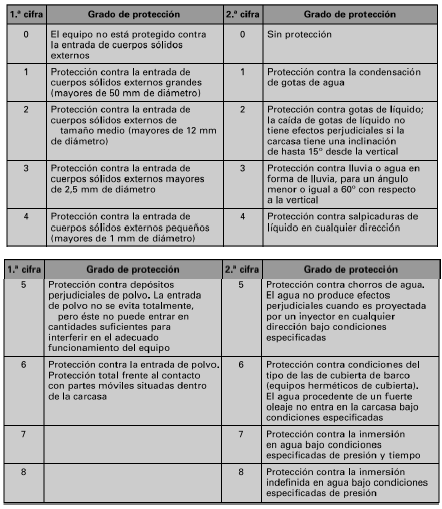 1.ª cifra Grado de protección 2.ª cifra Grado de protección
0 El equipo no está protegido contra
la entrada de cuerpos sólidos
externos
0 Sin protección
1 Protección contra la entrada de
cuerpos sólidos externos grandes
(mayores de 50 mm de diámetro)
1 Protección contra la condensación
de gotas de agua
2 Protección contra la entrada de
cuerpos sólidos externos de
tamaño medio (mayores de 12 mm
de diámetro)
2 Protección contra gotas de líquido;
la caída de gotas de líquido no
tiene efectos perjudiciales si la
carcasa tiene una inclinación
de hasta 15° desde la vertical
3 Protección contra la entrada de
cuerpos sólidos externos mayores
de 2,5 mm de diámetro
3 Protección contra lluvia o agua en
forma de lluvia, para un ángulo
menor o igual a 60° con respecto
a la vertical
4 Protección contra la entrada de
cuerpos sólidos externos pequeños
(mayores de 1 mm de diámetro)
4 Protección contra salpicaduras de
líquido en cualquier dirección
1.ª cifra Grado de protección 2.ª cifra Grado de protección
5 Protección contra depósitos
perjudiciales de polvo. La entrada
de polvo no se evita totalmente,
pero éste no puede entrar en
cantidades suficientes para
interferir en el adecuado
funcionamiento del equipo
5 Protección contra chorros de agua.
El agua no produce efectos
perjudiciales cuando es proyectada
por un inyector en cualquier
dirección bajo condiciones
especificadas
6 Protección contra la entrada de polvo.
Protección total frente al contacto
con partes móviles situadas dentro
de la carcasa
6 Protección contra condiciones del
tipo de las de cubierta de barco
(equipos herméticos de cubierta).
El agua procedente de un fuerte
oleaje no entra en la carcasa bajo
condiciones especificadas
7
7 Protección contra la inmersión
en agua bajo condiciones
especificadas de presión y tiempo
8
8 Protección contra la inmersión
indefinida en agua bajo condiciones
especificadas de presión